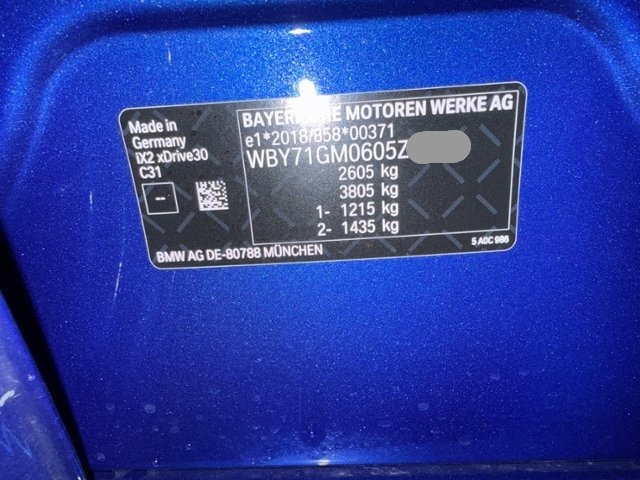 Made in
Germany
iX2 xDrive30
C31
--
BAYERISCHE MOTOREN WERKE AG
e1*2018/858*00371
WBY71GM0605Z
2605 kg
3805 kg
1- 1215 kg
2- 1435 kg
BMW AG DE-80788 MÜNCHEN
5 A0C 986